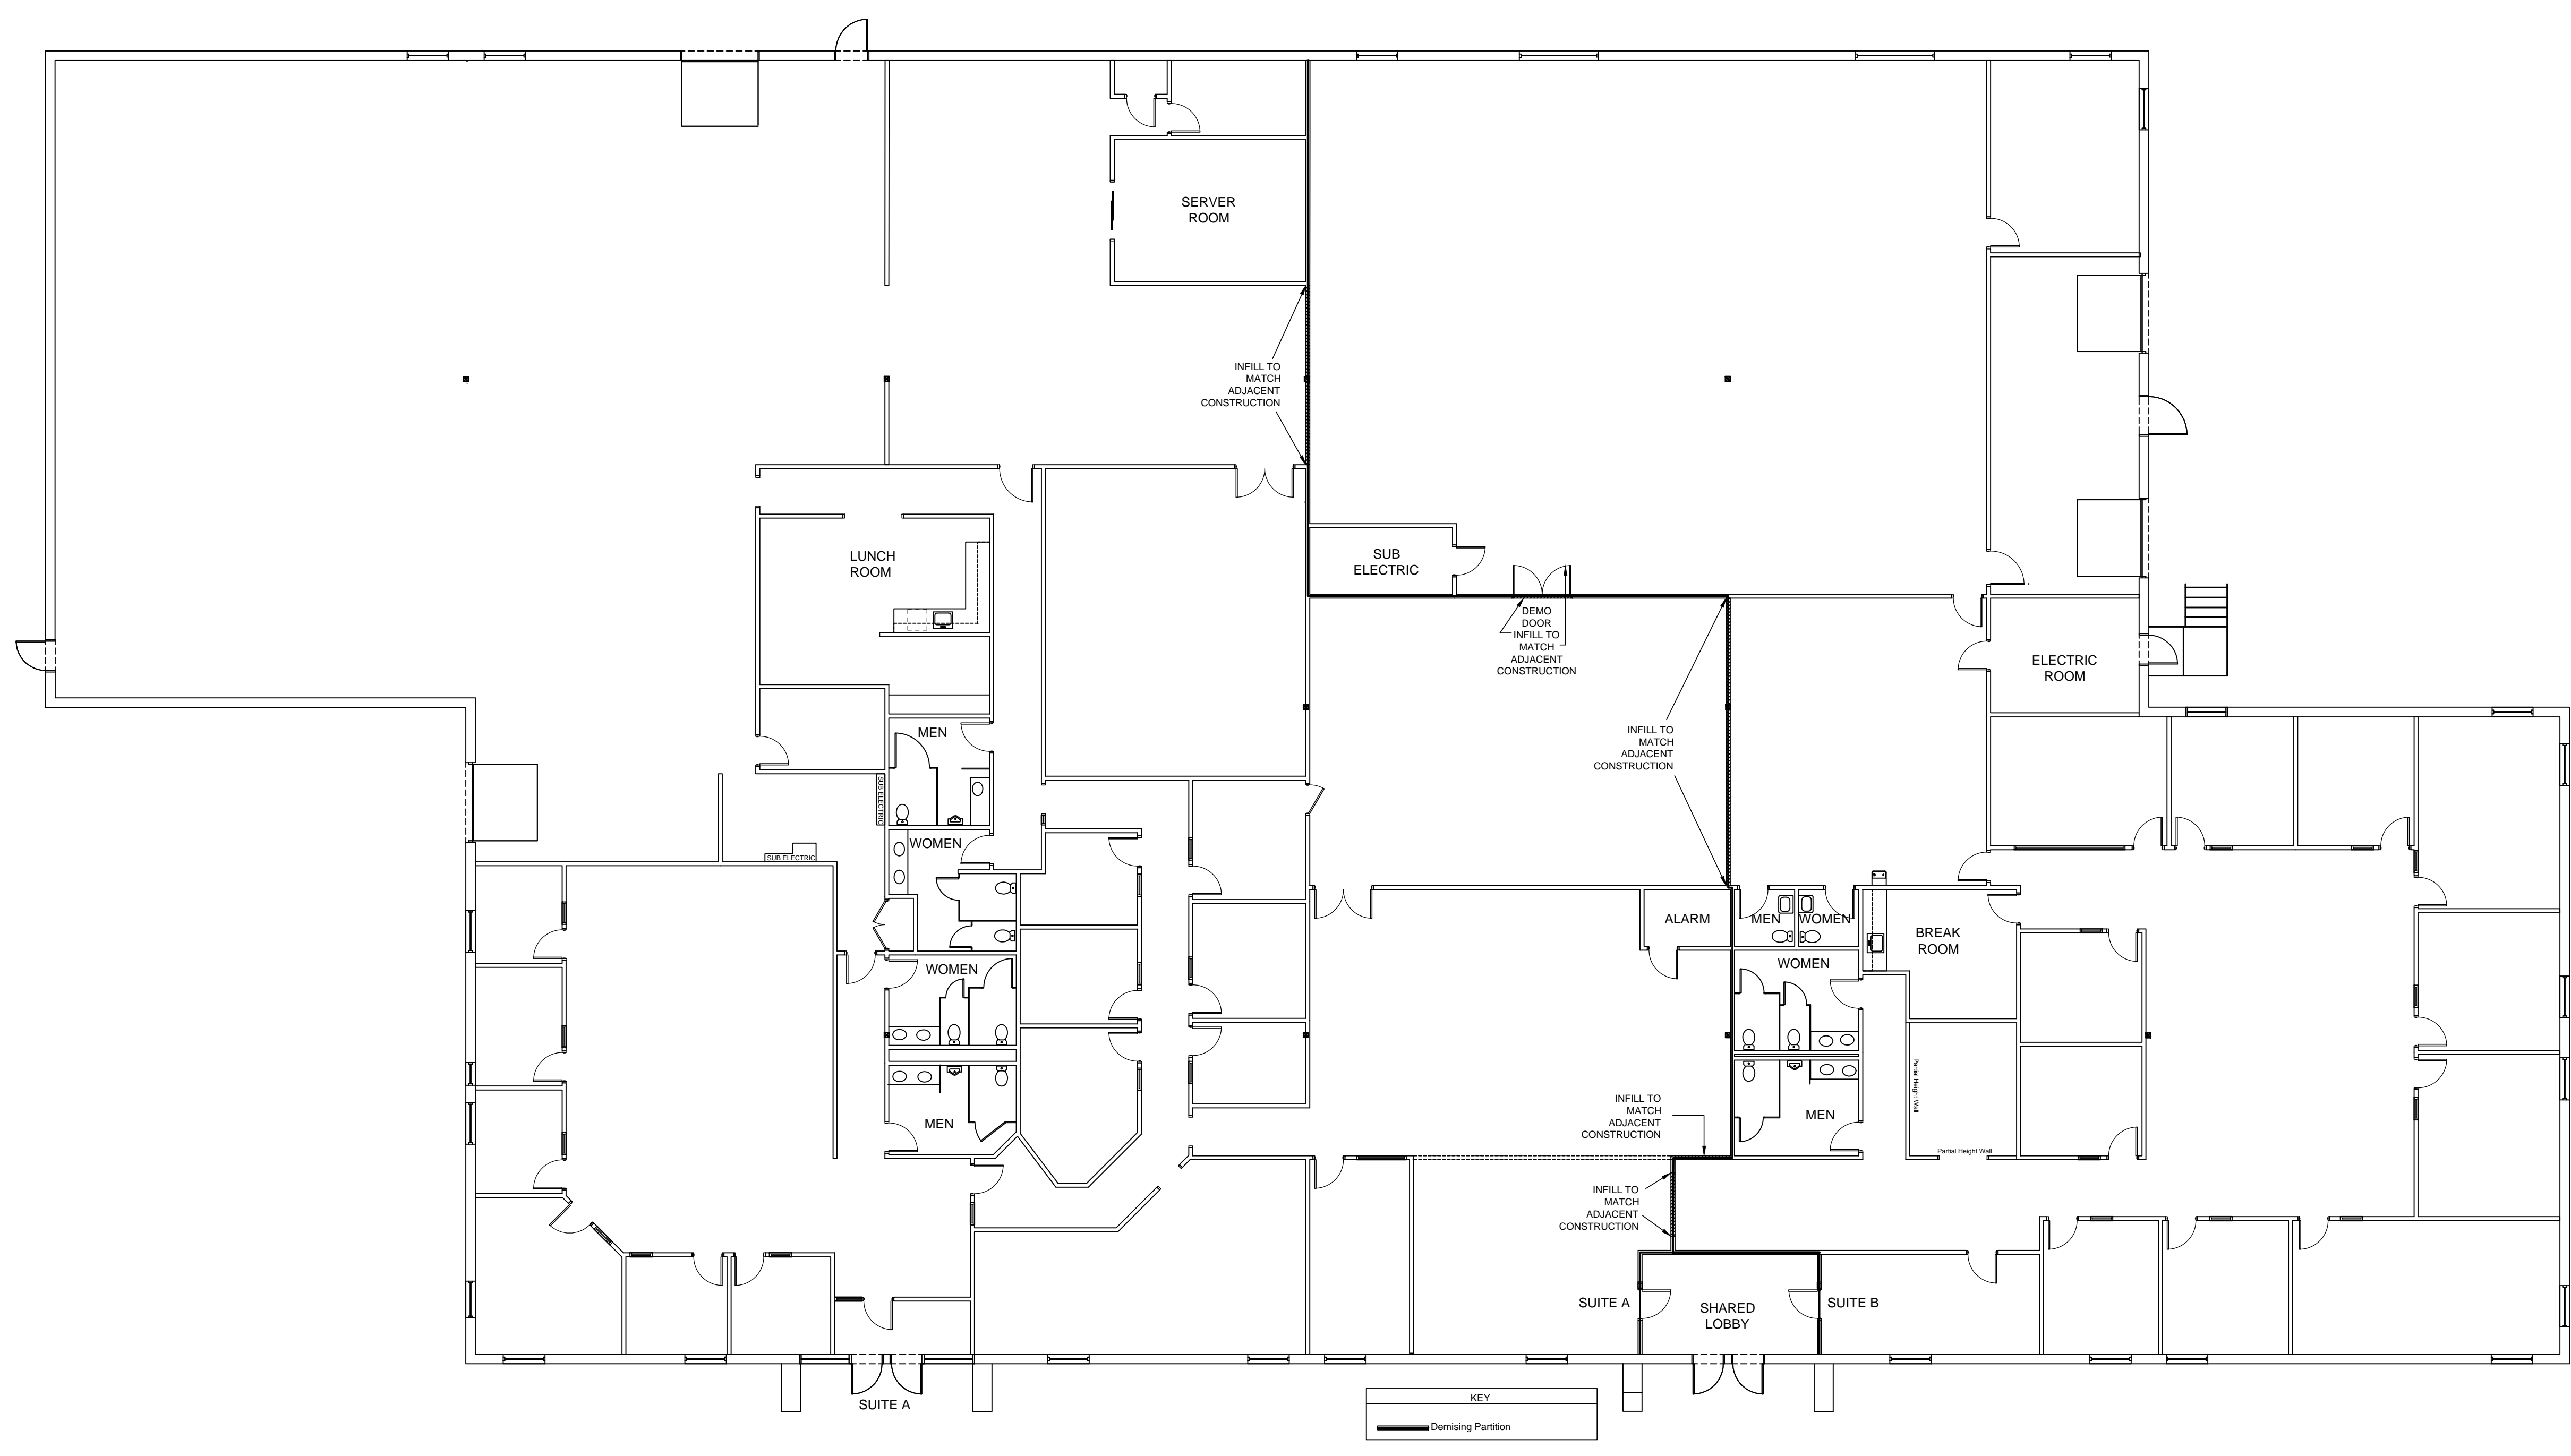 SERVER
ROOM
INFILL TO
MATCH
ADJACENT
CONSTRUCTION
LUNCH
ROOM
SUB
ELECTRIC
DEMO
DOOR
INFILL TO
MATCH
ADJACENT
CONSTRUCTION
ELECTRIC
ROOM
MEN
INFILL TO
MATCH
ADJACENT
CONSTRUCTION
SUB ELECTRIC
WOMEN
SUB ELECTRIC
ALARM
MEN
WOMEN
BREAK
ROOM
WOMEN
WOMEN
MEN
INFILL TO
MATCH
ADJACENT
CONSTRUCTION
MEN
Partial Height Wall
Partial Height Wall
INFILL TO
MATCH
ADJACENT
CONSTRUCTION
SUITE A
SHARED
LOBBY
SUITE B
SUITE A
KEY
Demising Partition